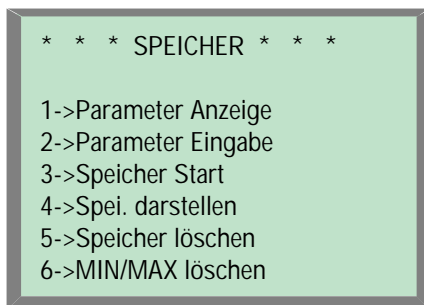 * * * SPEICHER * * *
1->Parameter Anzeige
2->Parameter Eingabe
3->Speicher Start
4->Spei. darstellen
5->Speicher löschen
6->MIN/MAX löschen